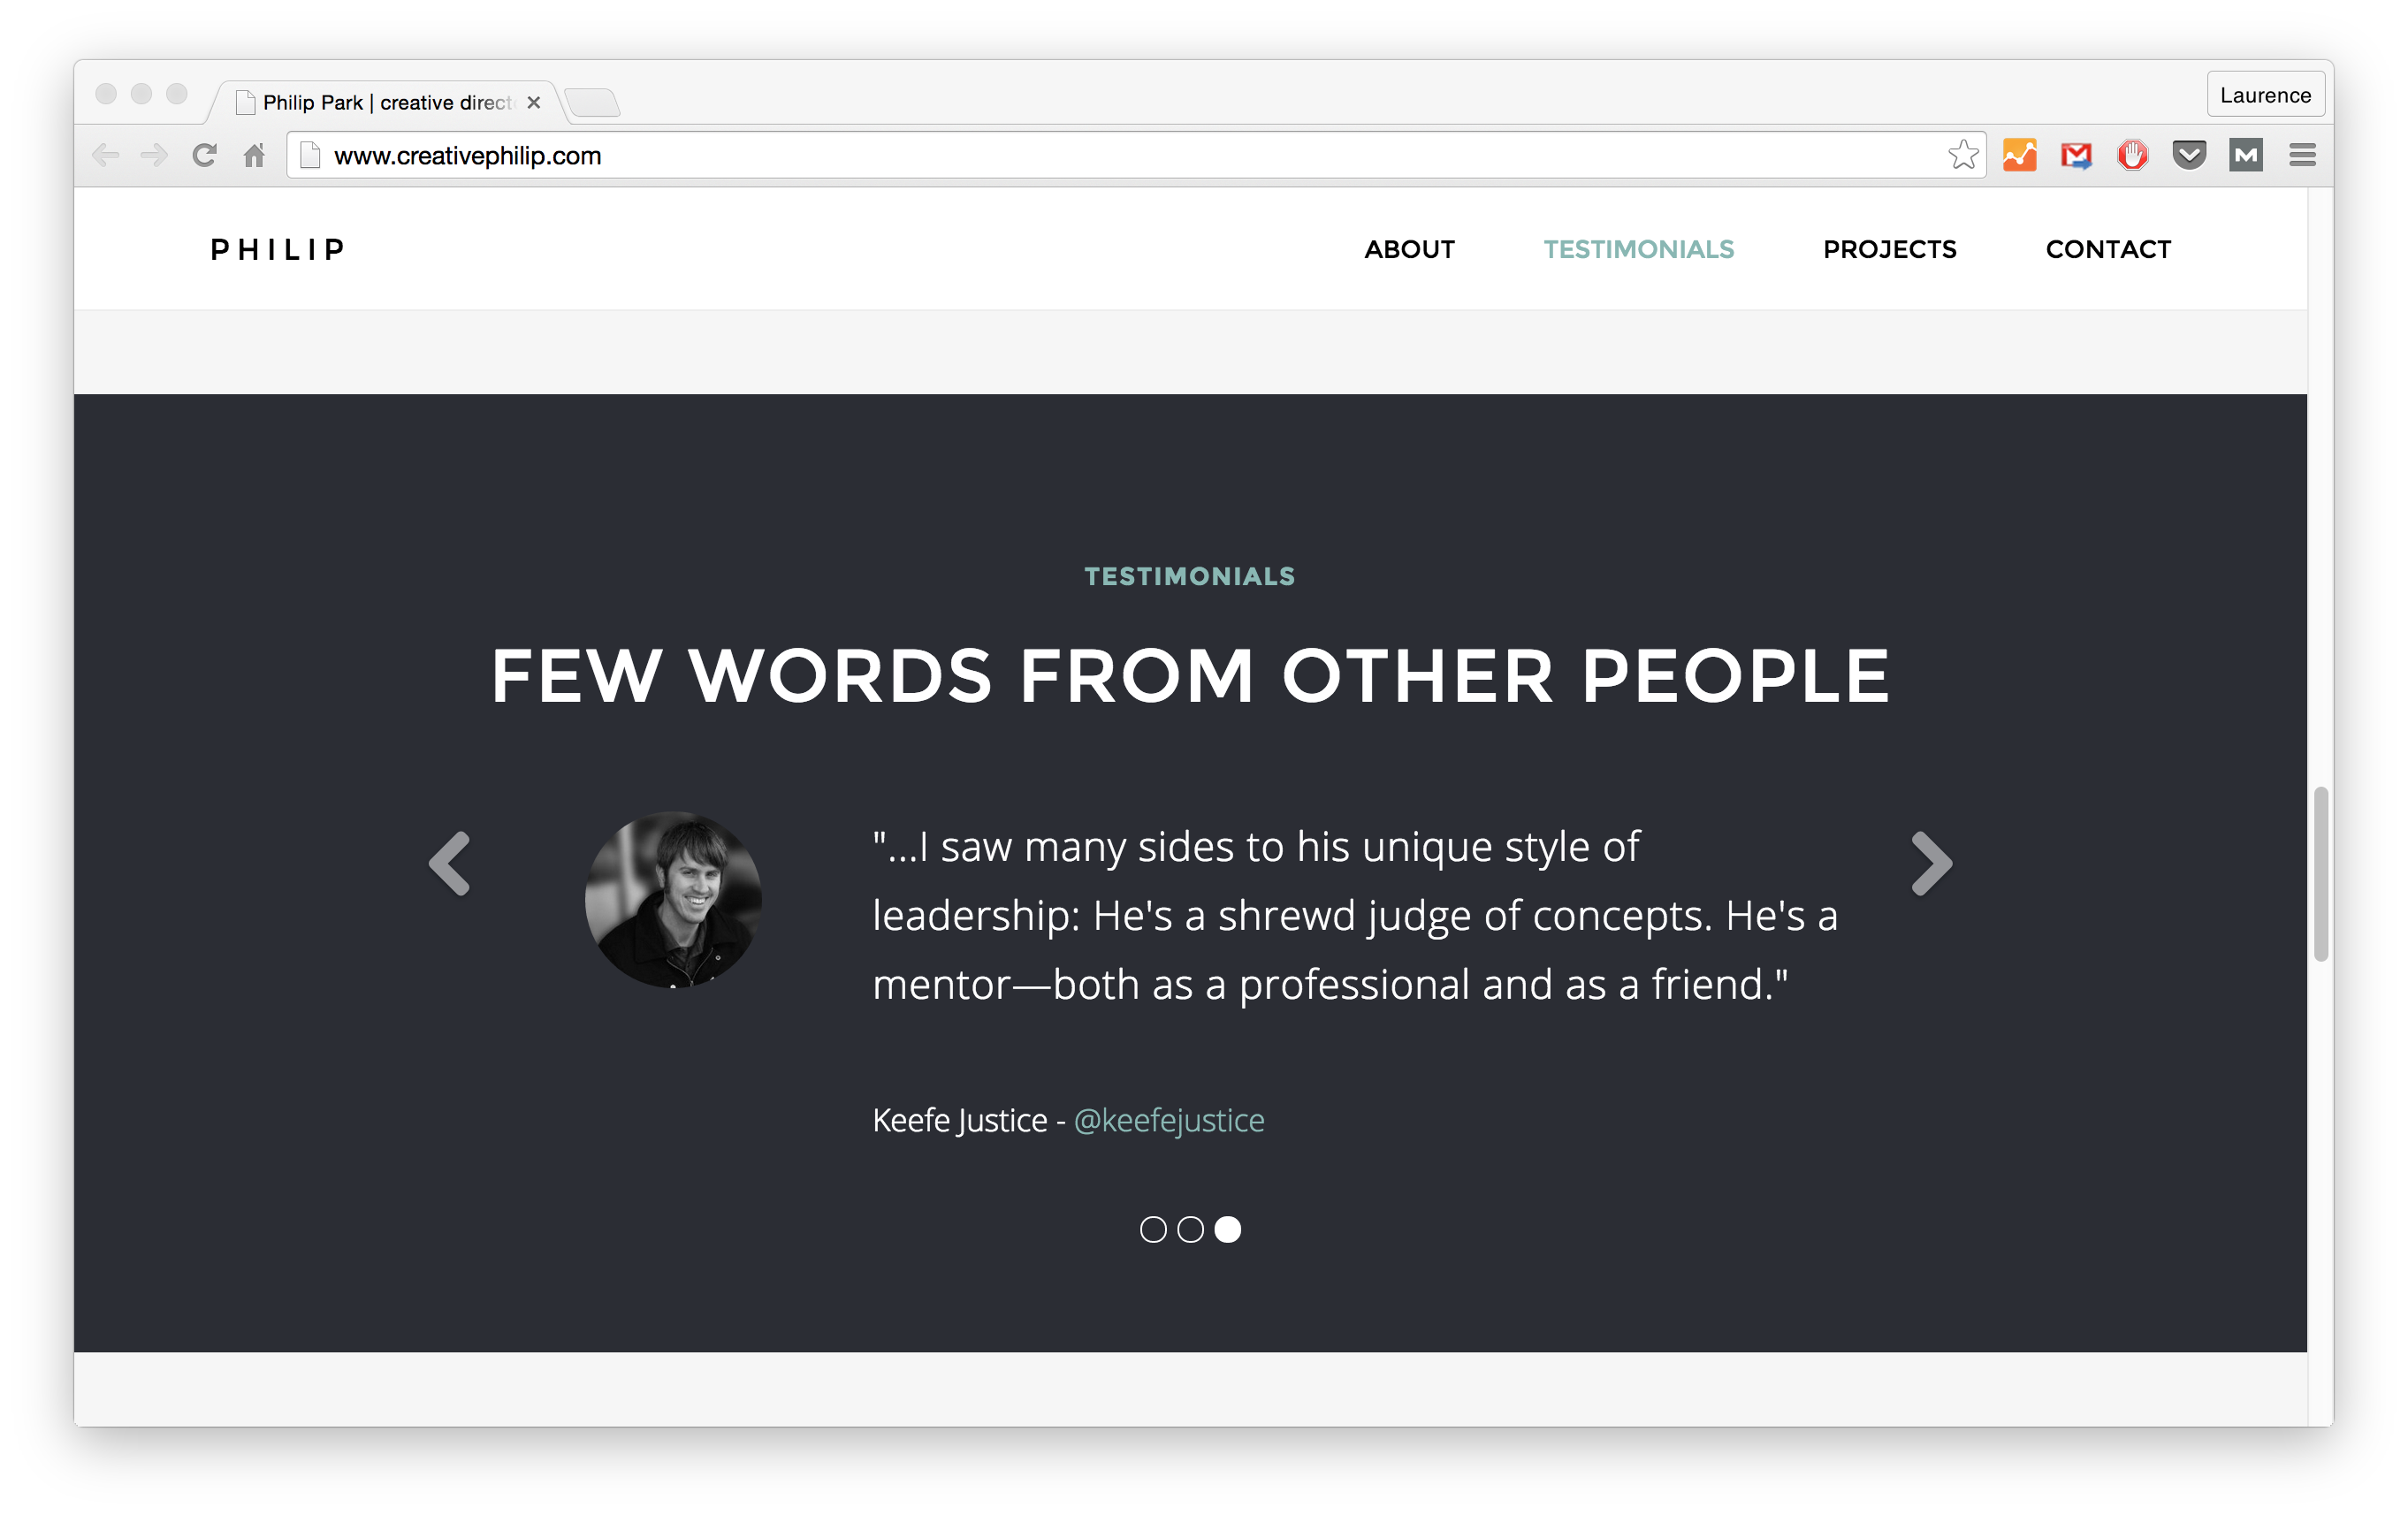 Philip Park | creative direct
Laurence
www.creativephilip.com
PHILIP
ABOUT
TESTIMONIALS
PROJECTS
CONTACT
TESTIMONIALS
FEW WORDS FROM OTHER PEOPLE
"...I saw many sides to his unique style of
leadership: He's a shrewd judge of concepts. He's a
mentor—both as a professional and as a friend."
Keefe Justice - @keefejustice